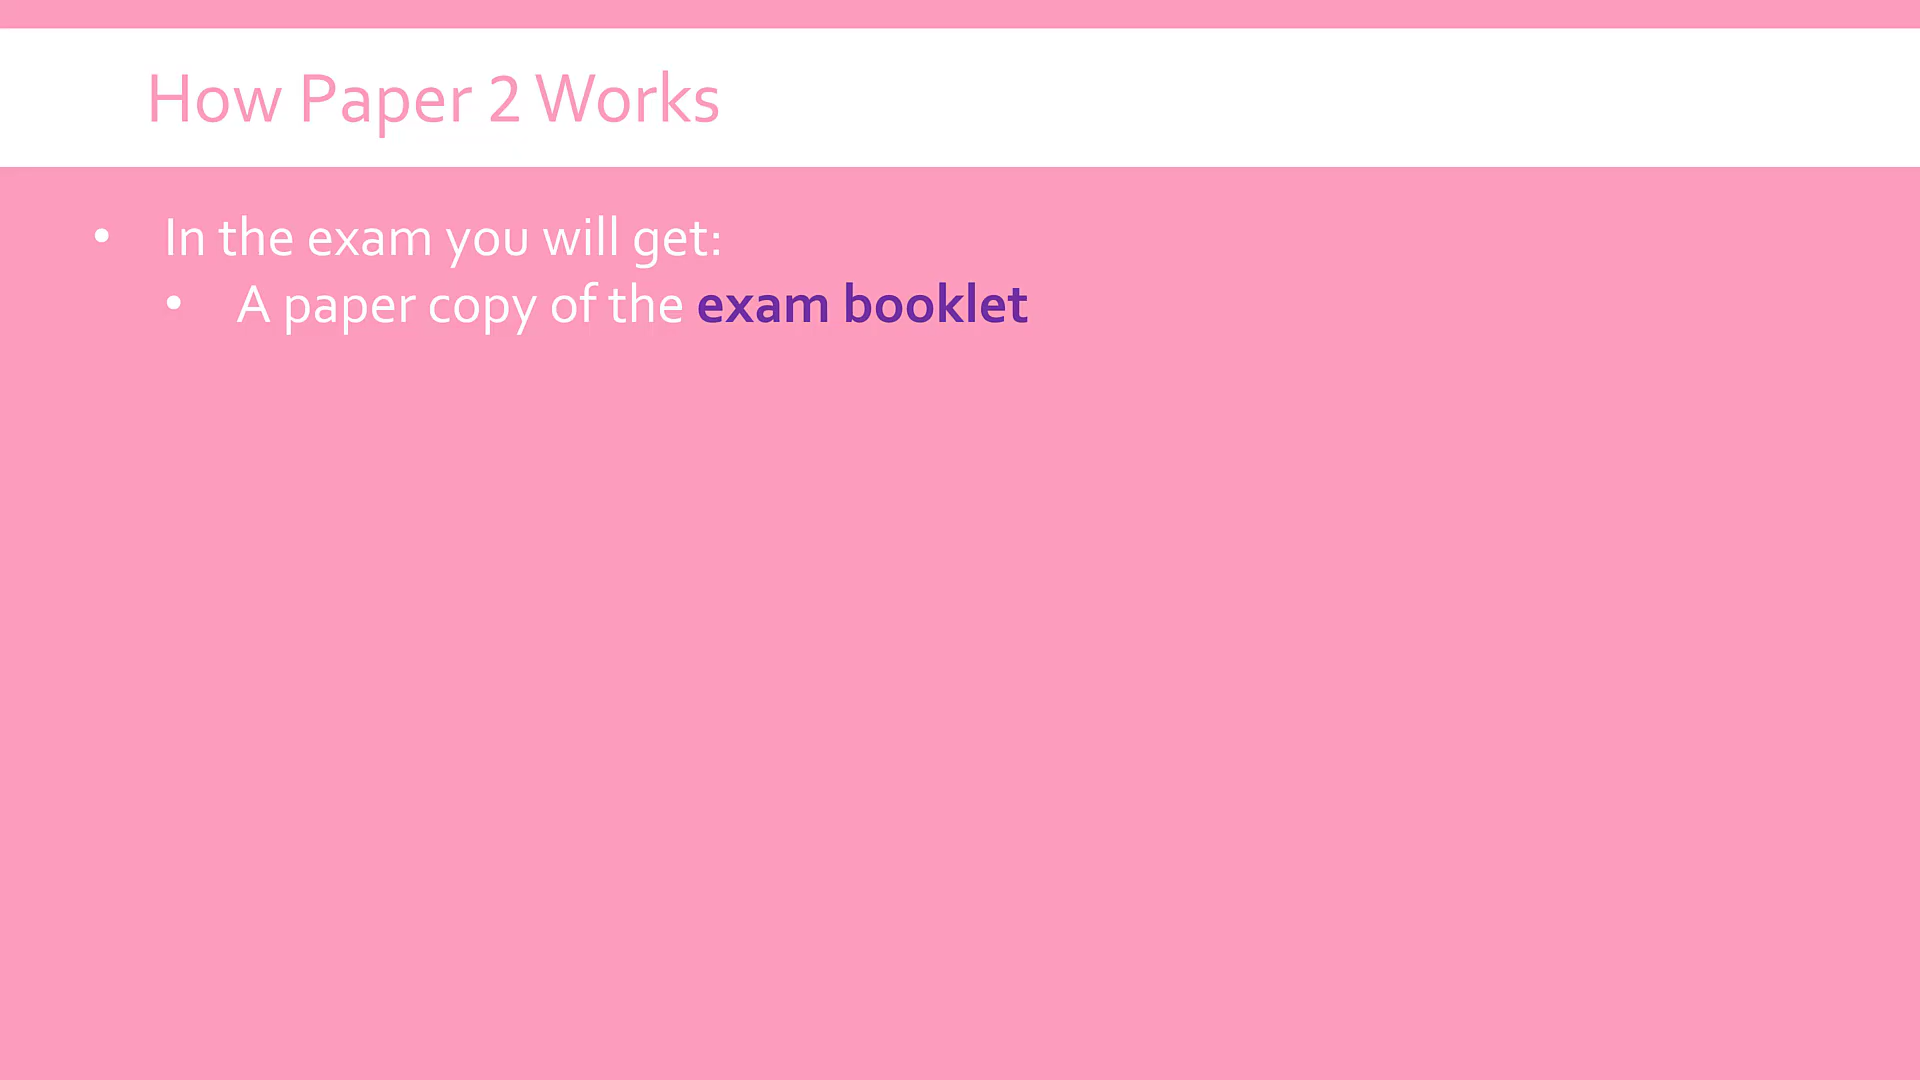 How Paper 2 Works
• In the exam you will get:
• A paper copy of the exam booklet